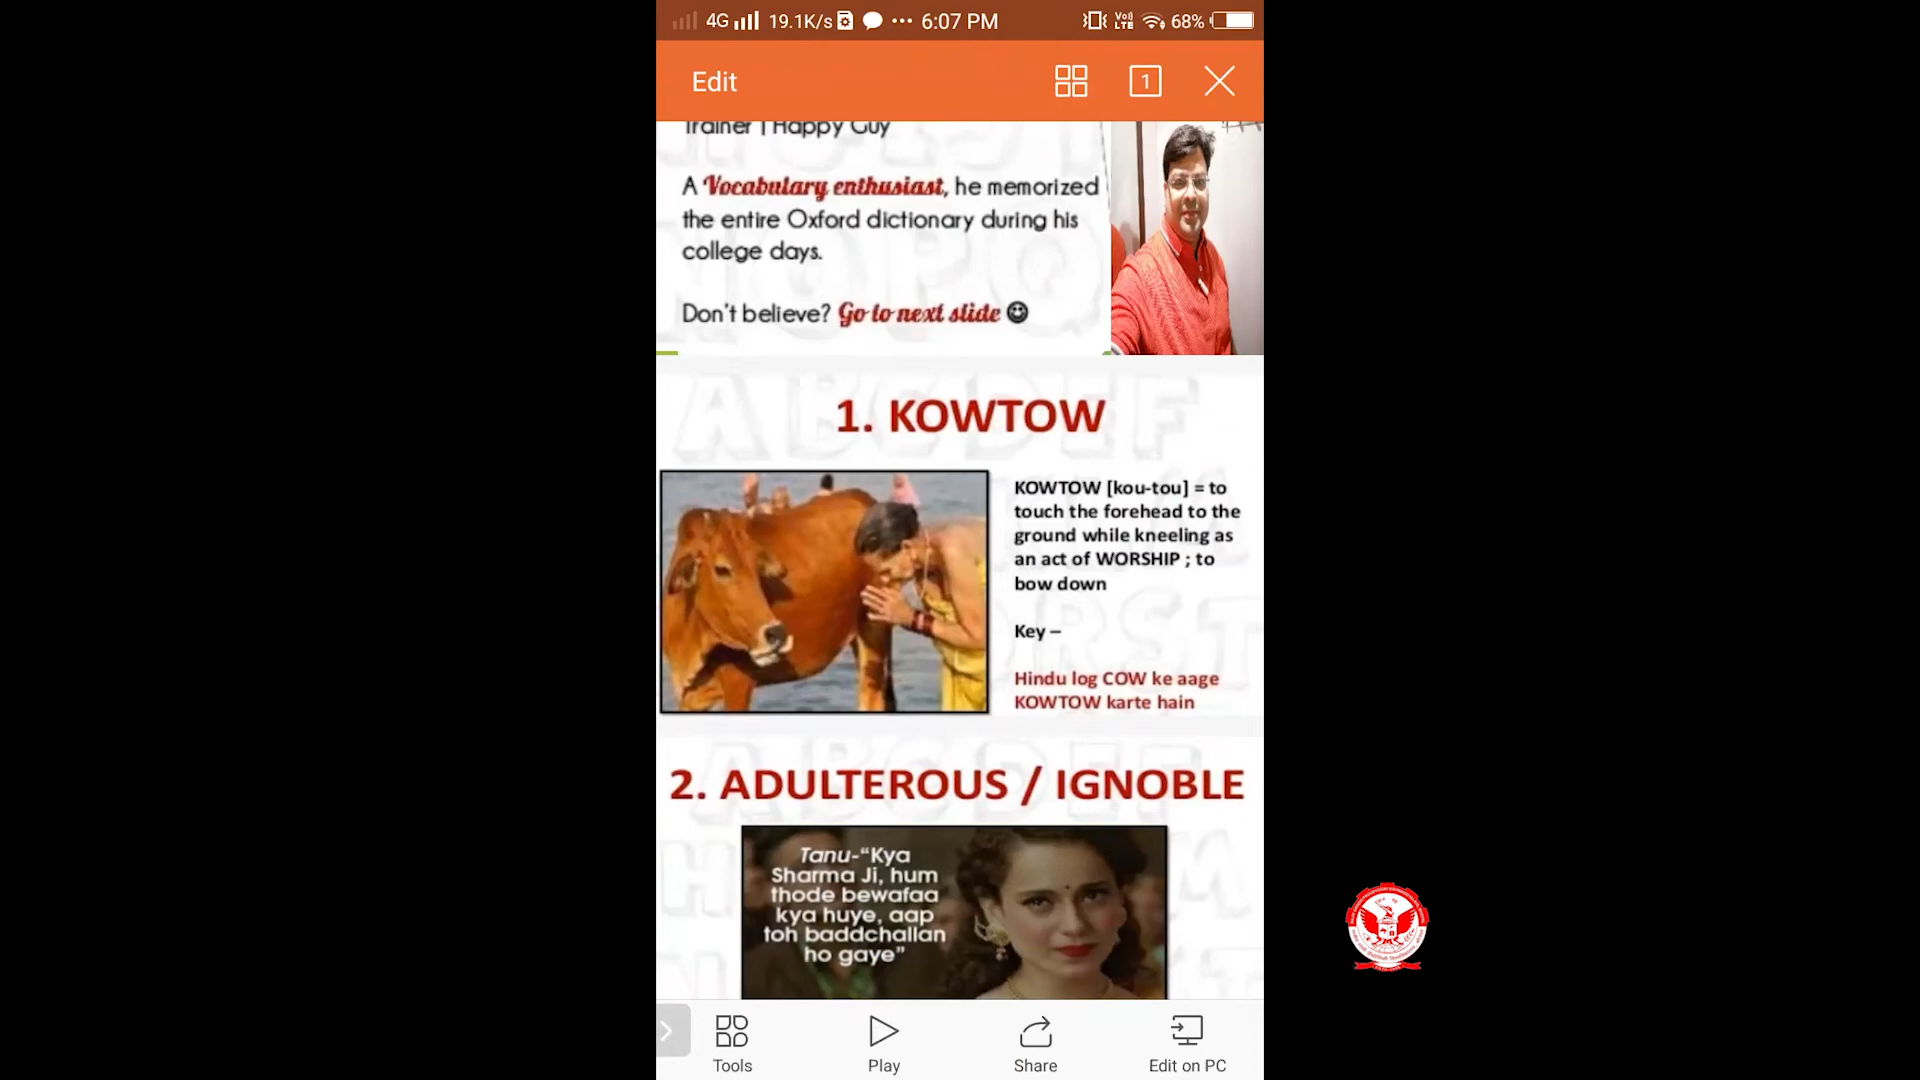 4G 19.1K/s ... 6:07 PM VoJ LTE 68%
Edit 1
Trainer | Happy Guy
A Vocabulary enthusiast, he memorized
the entire Oxford dictionary during his
college days.
Don't believe? Go to next slide
1. KOWTOW
KOWTOW [kou-tou] = to
touch the forehead to the
ground while kneeling as
an act of WORSHIP ; to
bow down
Key –
Hindu log COW ke aage
KOWTOW karte hain
2. ADULTEROUS / IGNOBLE
Tanu-“Kya
Sharma Ji, hum
thode bewafaa
kya huye, aap
toh baddchallan
ho gaye”
Tools Play Share Edit on PC